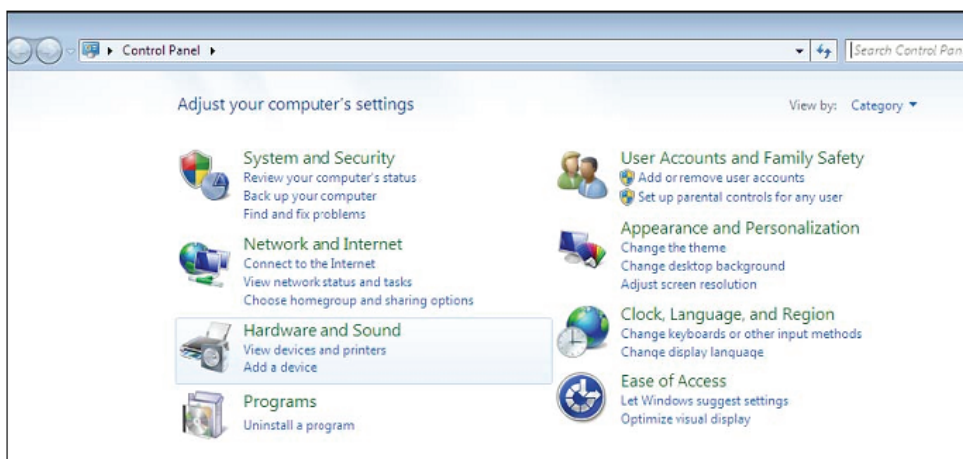 Control Panel
Search Control Pan
Adjust your computer's settings
View by: Category
System and Security
Review your computer's status
Back up your computer
Find and fix problems
Network and Internet
Connect to the Internet
View network status and tasks
Choose homegroup and sharing options
Hardware and Sound
View devices and printers
Add a device
Programs
Uninstall a program
User Accounts and Family Safety
Add or remove user accounts
Set up parental controls for any user
Appearance and Personalization
Change the theme
Change desktop background
Adjust screen resolution
Clock, Language, and Region
Change keyboards or other input methods
Change display language
Ease of Access
Let Windows suggest settings
Optimize visual display